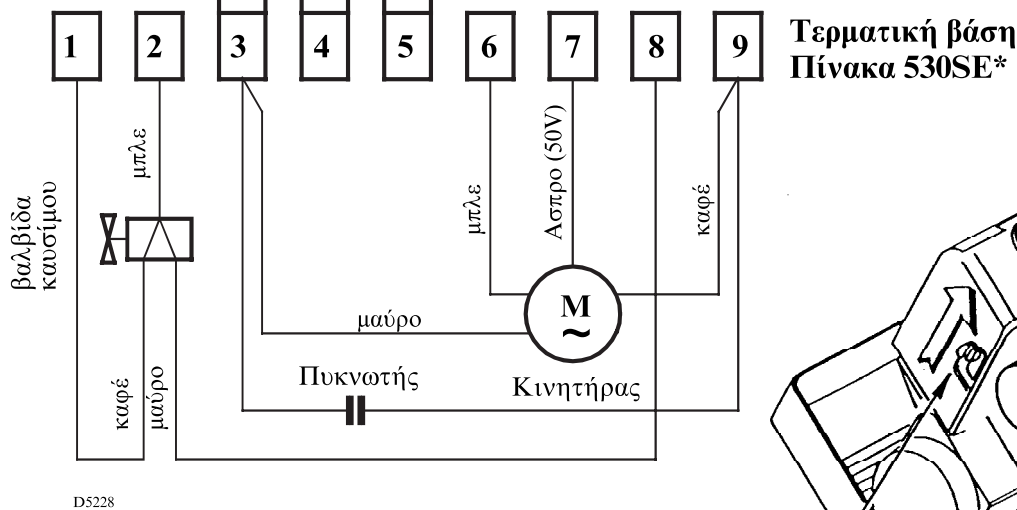 1 2 3 4 5 6 7 8 9
Τερματική βάση
Πίνακα 530SE*
μπλε
βαλβίδα
καυσίμου
μπλε
Ασπρο (50V)
καφέ
M
~
μαύρο
καφέ
μαύρο
Πυκνωτής
Κινητήρας
D5228